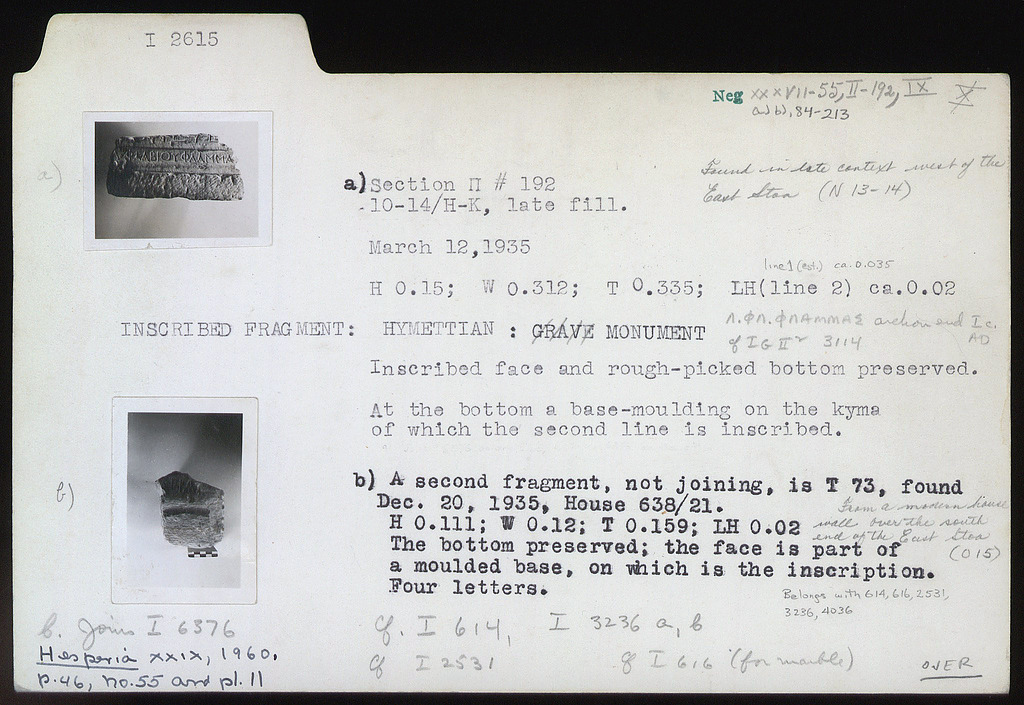 I 2615
Neg xxxVII-55, II-192, IX X
a) b), 84-213
a)
a) Section Π # 192
10-14/H-K, late fill.
Found in late context west of the
East Stoa (N 13-14)
March 12, 1935
line 1 (est.) ca. 0.035
H 0.15; W 0.312; T 0.335; LH(line 2) ca.0.02
INSCRIBED FRAGMENT: HYMETTIAN : GRAVE MONUMENT
Λ.ΦΛ.ΦΛΑΜΜΑΣ archon end I c. AD
cf IG II² 3114
Inscribed face and rough-picked bottom preserved.
At the bottom a base-moulding on the kyma
of which the second line is inscribed.
b)
b) A second fragment, not joining, is T 73, found
Dec. 20, 1935, House 638/21.
From a modern house
wall over the south
end of the East Stoa
(O 15)
H 0.111; W 0.12; T 0.159; LH 0.02
The bottom preserved; the face is part of
a moulded base, on which is the inscription.
Four letters.
Belongs with 614, 616, 2531,
3236, 4036
b. Joins I 6376
Cf. I 614, I 3236 a, b
Hesperia xxix, 1960,
p. 46, no. 55 and pl. 11
cf I 2531 cf I 616 (for marble)
OVER